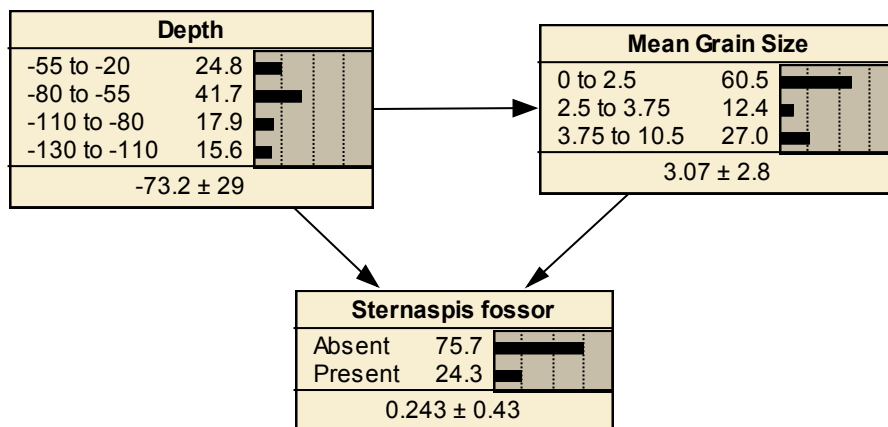 Depth
-55 to -20 24.8
-80 to -55 41.7
-110 to -80 17.9
-130 to -110 15.6
-73.2 ± 29
Mean Grain Size
0 to 2.5 60.5
2.5 to 3.75 12.4
3.75 to 10.5 27.0
3.07 ± 2.8
Sternaspis fossor
Absent 75.7
Present 24.3
0.243 ± 0.43